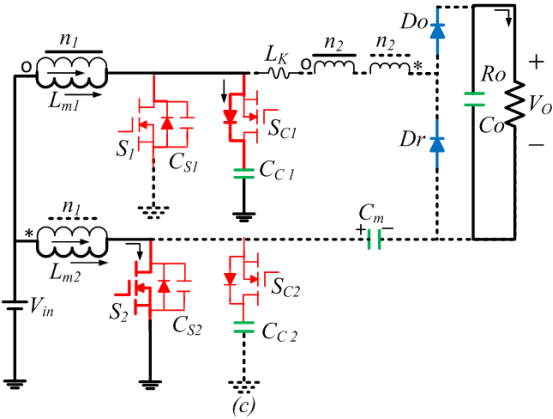 n1
n2
n2
Do
LK
o
o
*
Lm1
Ro
+
VO
−
S1
CS1
SC1
CC1
Co
Dr
n1
*
Cm
+
−
Lm2
Vin
S2
CS2
SC2
CC2
(c)